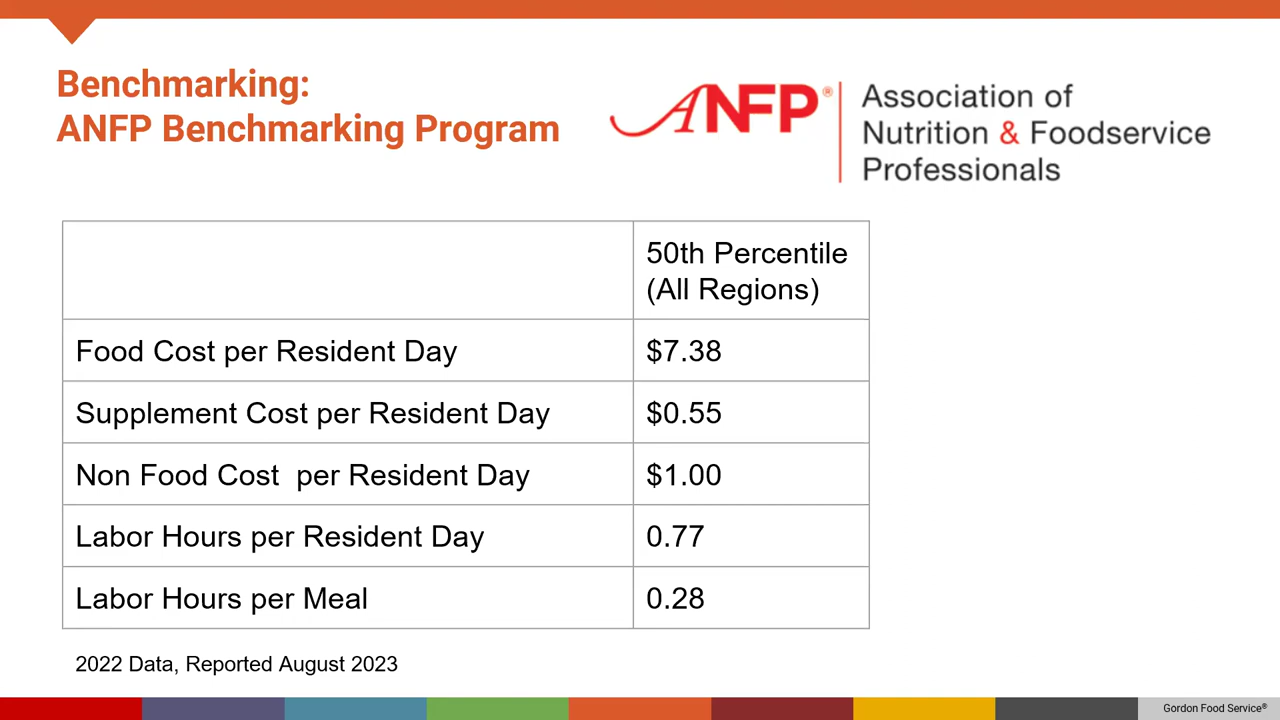 Benchmarking:
ANFP Benchmarking Program
ANFP®
Association of
Nutrition & Foodservice
Professionals
50th Percentile
(All Regions)
Food Cost per Resident Day
$7.38
Supplement Cost per Resident Day
$0.55
Non Food Cost  per Resident Day
$1.00
Labor Hours per Resident Day
0.77
Labor Hours per Meal
0.28
2022 Data, Reported August 2023
Gordon Food Service®